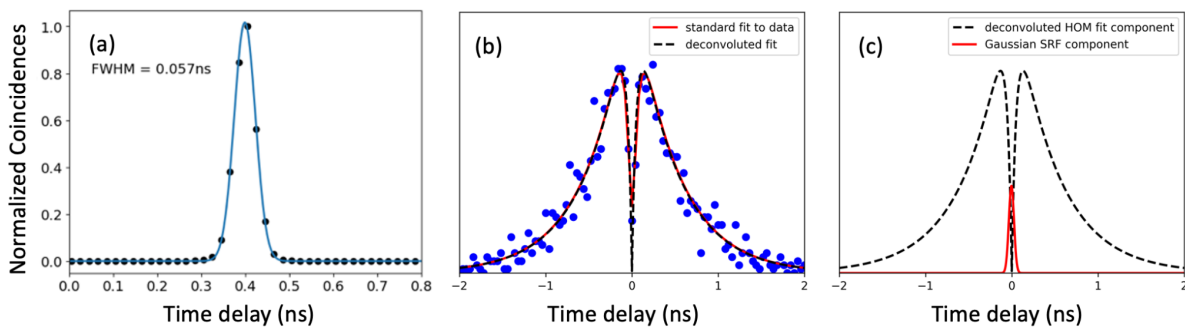 (a)
FWHM = 0.057ns
Normalized Coincidences
1.0
0.8
0.6
0.4
0.2
0.0
0.0 0.1 0.2 0.3 0.4 0.5 0.6 0.7 0.8
Time delay (ns)
(b)
standard fit to data
deconvoluted fit
−2 −1 0 1 2
Time delay (ns)
(c)
deconvoluted HOM fit component
Gaussian SRF component
−2 −1 0 1 2
Time delay (ns)